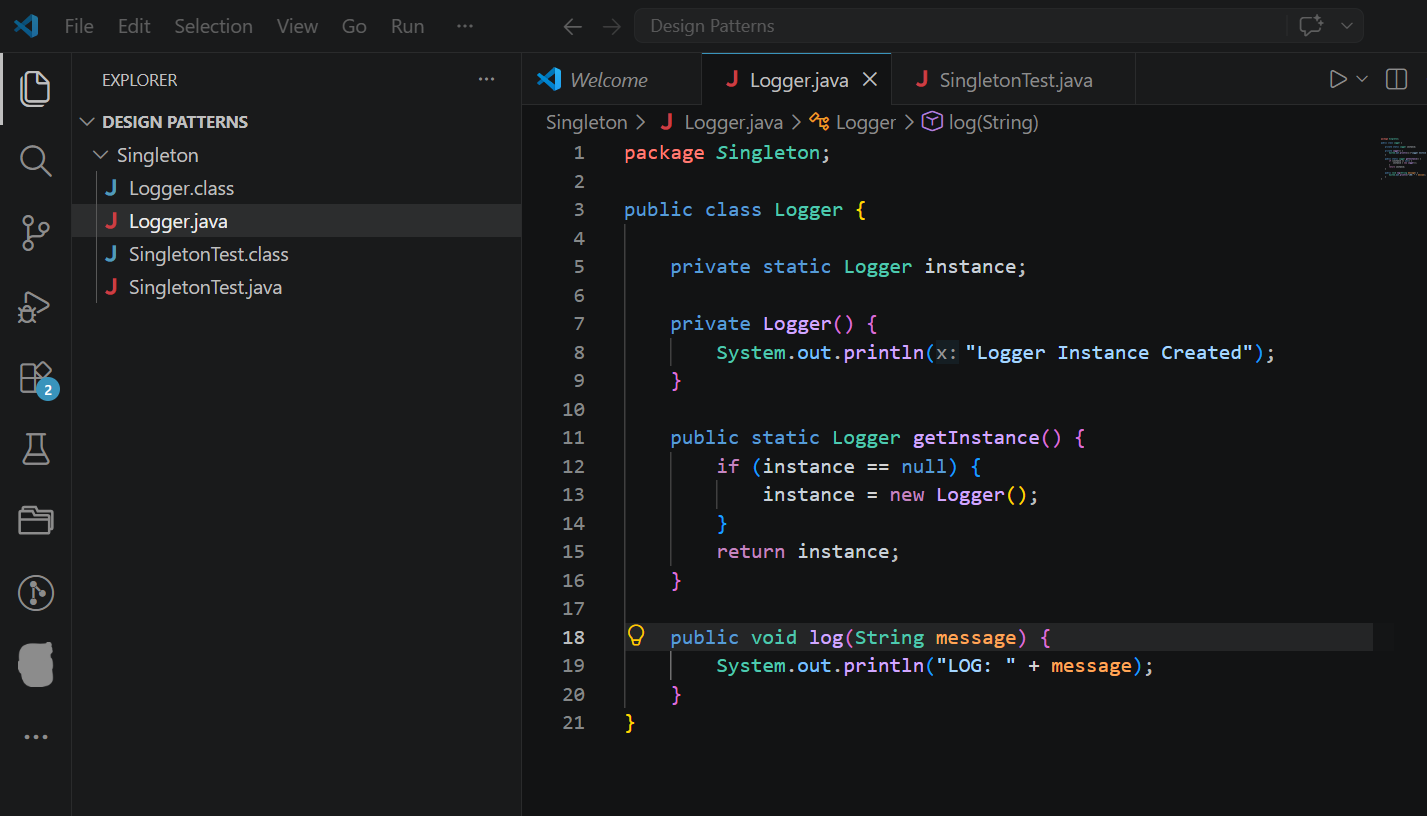 File Edit Selection View Go Run
Design Patterns
EXPLORER
DESIGN PATTERNS
Singleton
J Logger.class
J Logger.java
J SingletonTest.class
J SingletonTest.java
2
Welcome
J Logger.java
J SingletonTest.java
Singleton > J Logger.java > Logger > log(String)
1 package Singleton;
2
3 public class Logger {
4
5 private static Logger instance;
6
7 private Logger() {
8 System.out.println(x: "Logger Instance Created");
9 }
10
11 public static Logger getInstance() {
12 if (instance == null) {
13 instance = new Logger();
14 }
15 return instance;
16 }
17
18 public void log(String message) {
19 System.out.println("LOG: " + message);
20 }
21 }